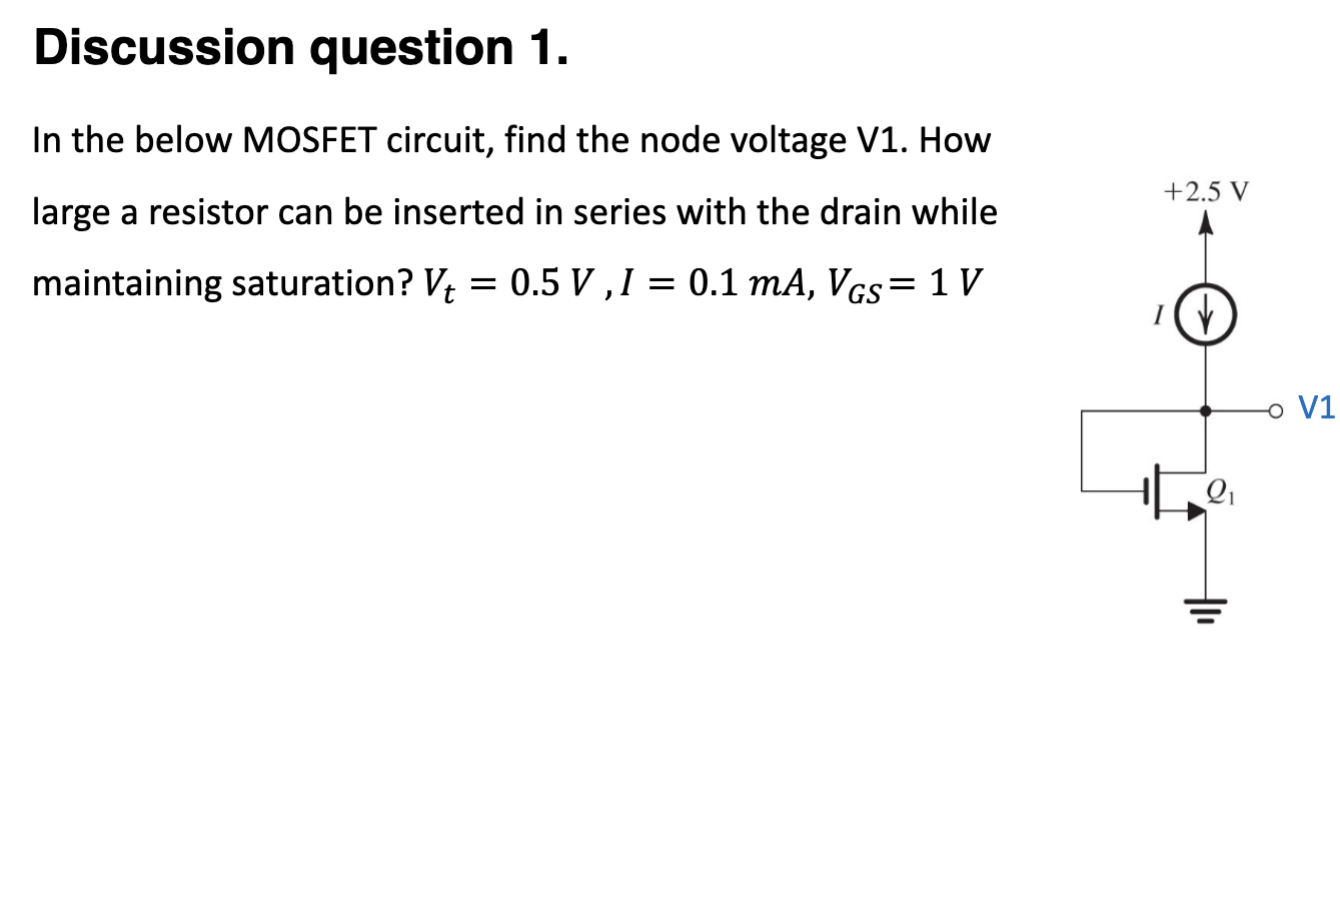 Discussion question 1.
In the below MOSFET circuit, find the node voltage V1. How
large a resistor can be inserted in series with the drain while
maintaining saturation? V_t = 0.5 V , I = 0.1 mA, V_GS = 1 V
+2.5 V
I
V1
Q_1